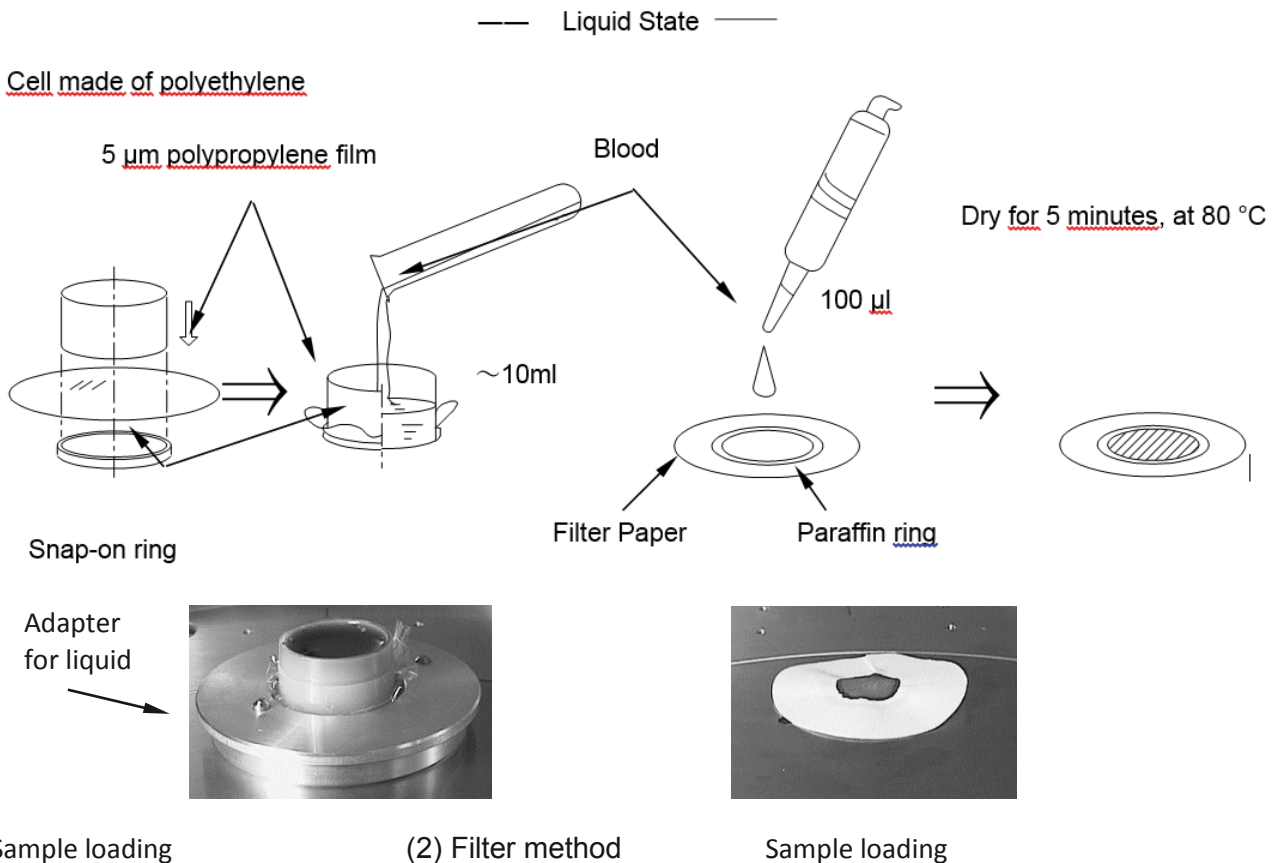 Liquid State
Cell made of polyethylene
5 µm polypropylene film
Blood
Dry for 5 minutes, at 80 °C
100 µl
～10ml
Filter Paper
Paraffin ring
Snap-on ring
Adapter
for liquid
Sample loading
(2) Filter method
Sample loading